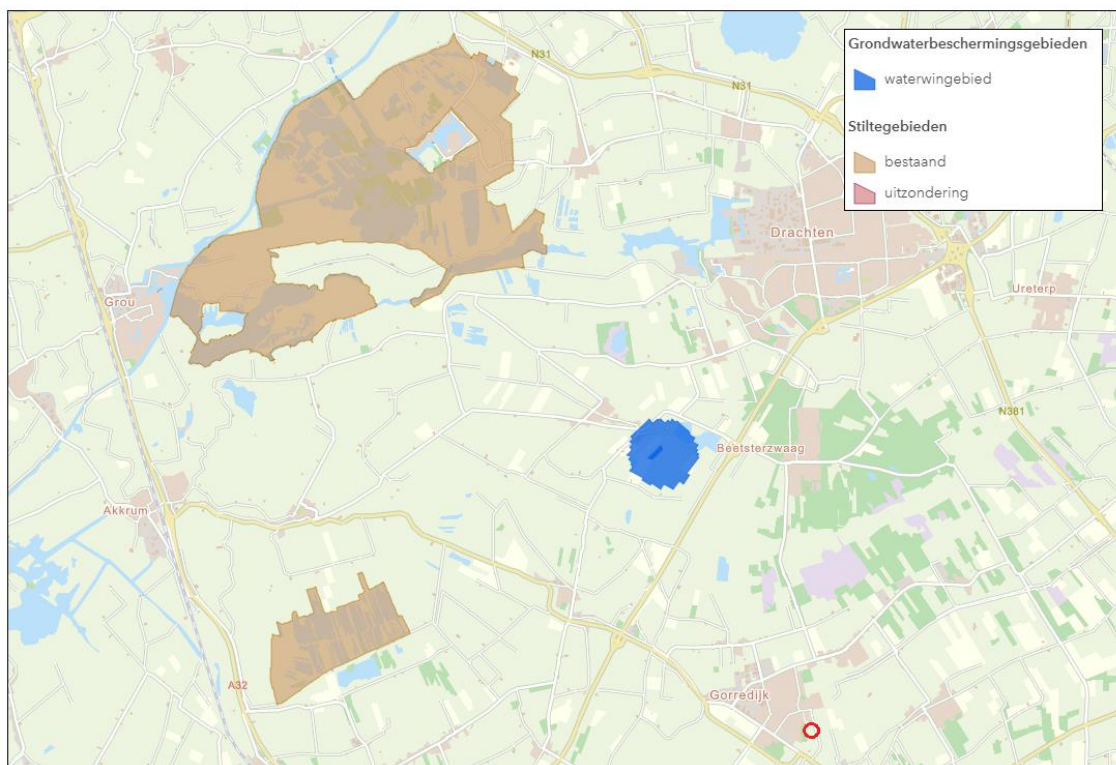 Grondwaterbeschermingsgebieden
waterwingebied
Stiltegebieden
bestaand
uitzondering
N31
N31
Drachten
Ureterp
Grou
N381
Beetsterzwaag
Akkrum
A32
Gorredijk